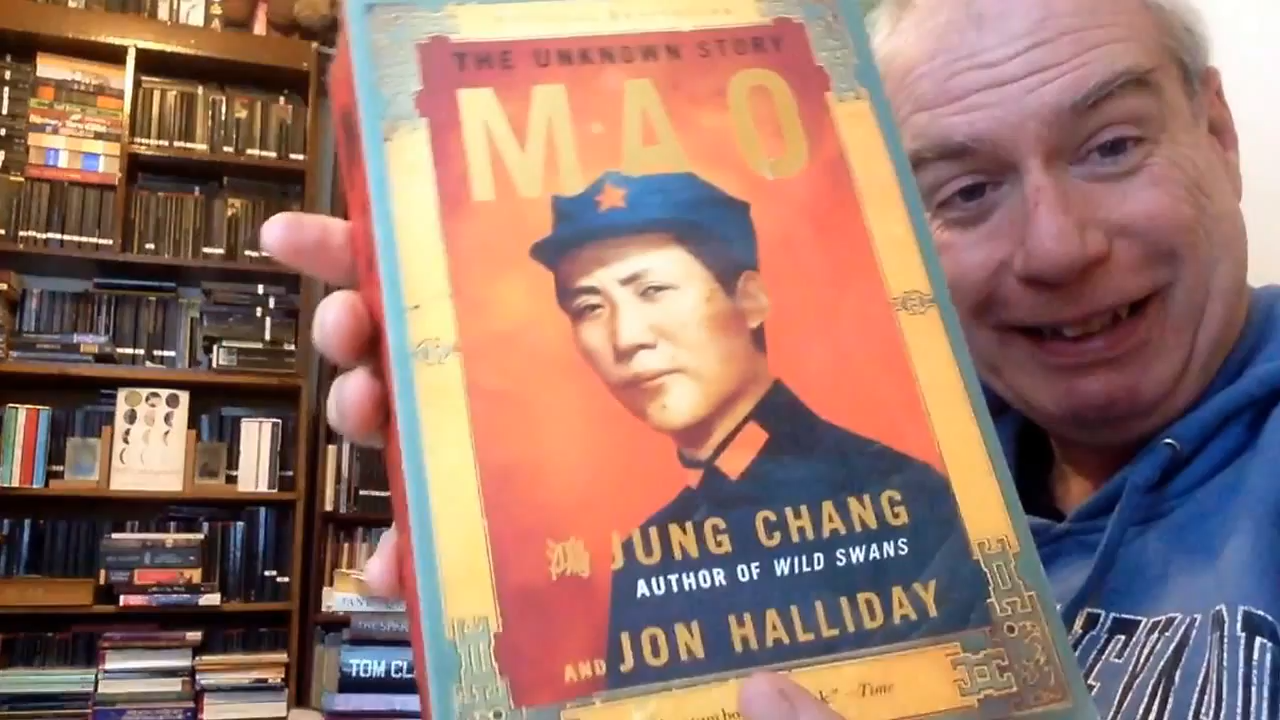 THE UNKNOWN STORY
MAO
鴻 JUNG CHANG
AUTHOR OF WILD SWANS
AND JON HALLIDAY
—Time
TOM CL